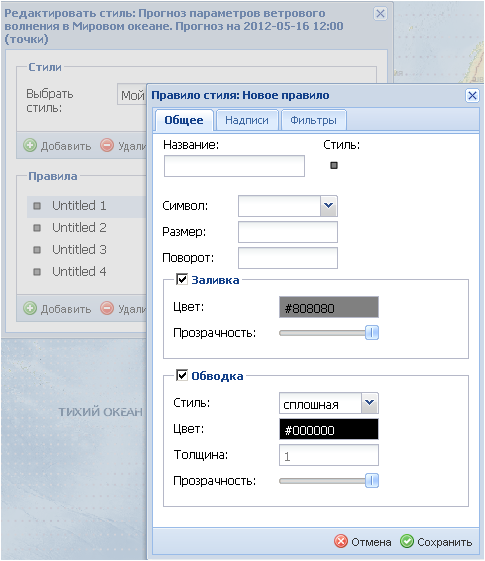 Редактировать стиль: Прогноз параметров ветрового
волнения в Мировом океане. Прогноз на 2012-05-16 12:00
(точки)
Стили
Выбрать
стиль:
Мой
Добавить
Удали
Правила
Untitled 1
Untitled 2
Untitled 3
Untitled 4
Добавить
Удали
ТИХИЙ ОКЕАН
Правило стиля: Новое правило
Общее Надписи Фильтры
Название: Стиль:
Символ:
Размер:
Поворот:
Заливка
Цвет: #808080
Прозрачность:
Обводка
Стиль: сплошная
Цвет: #000000
Толщина: 1
Прозрачность:
Отмена Сохранить